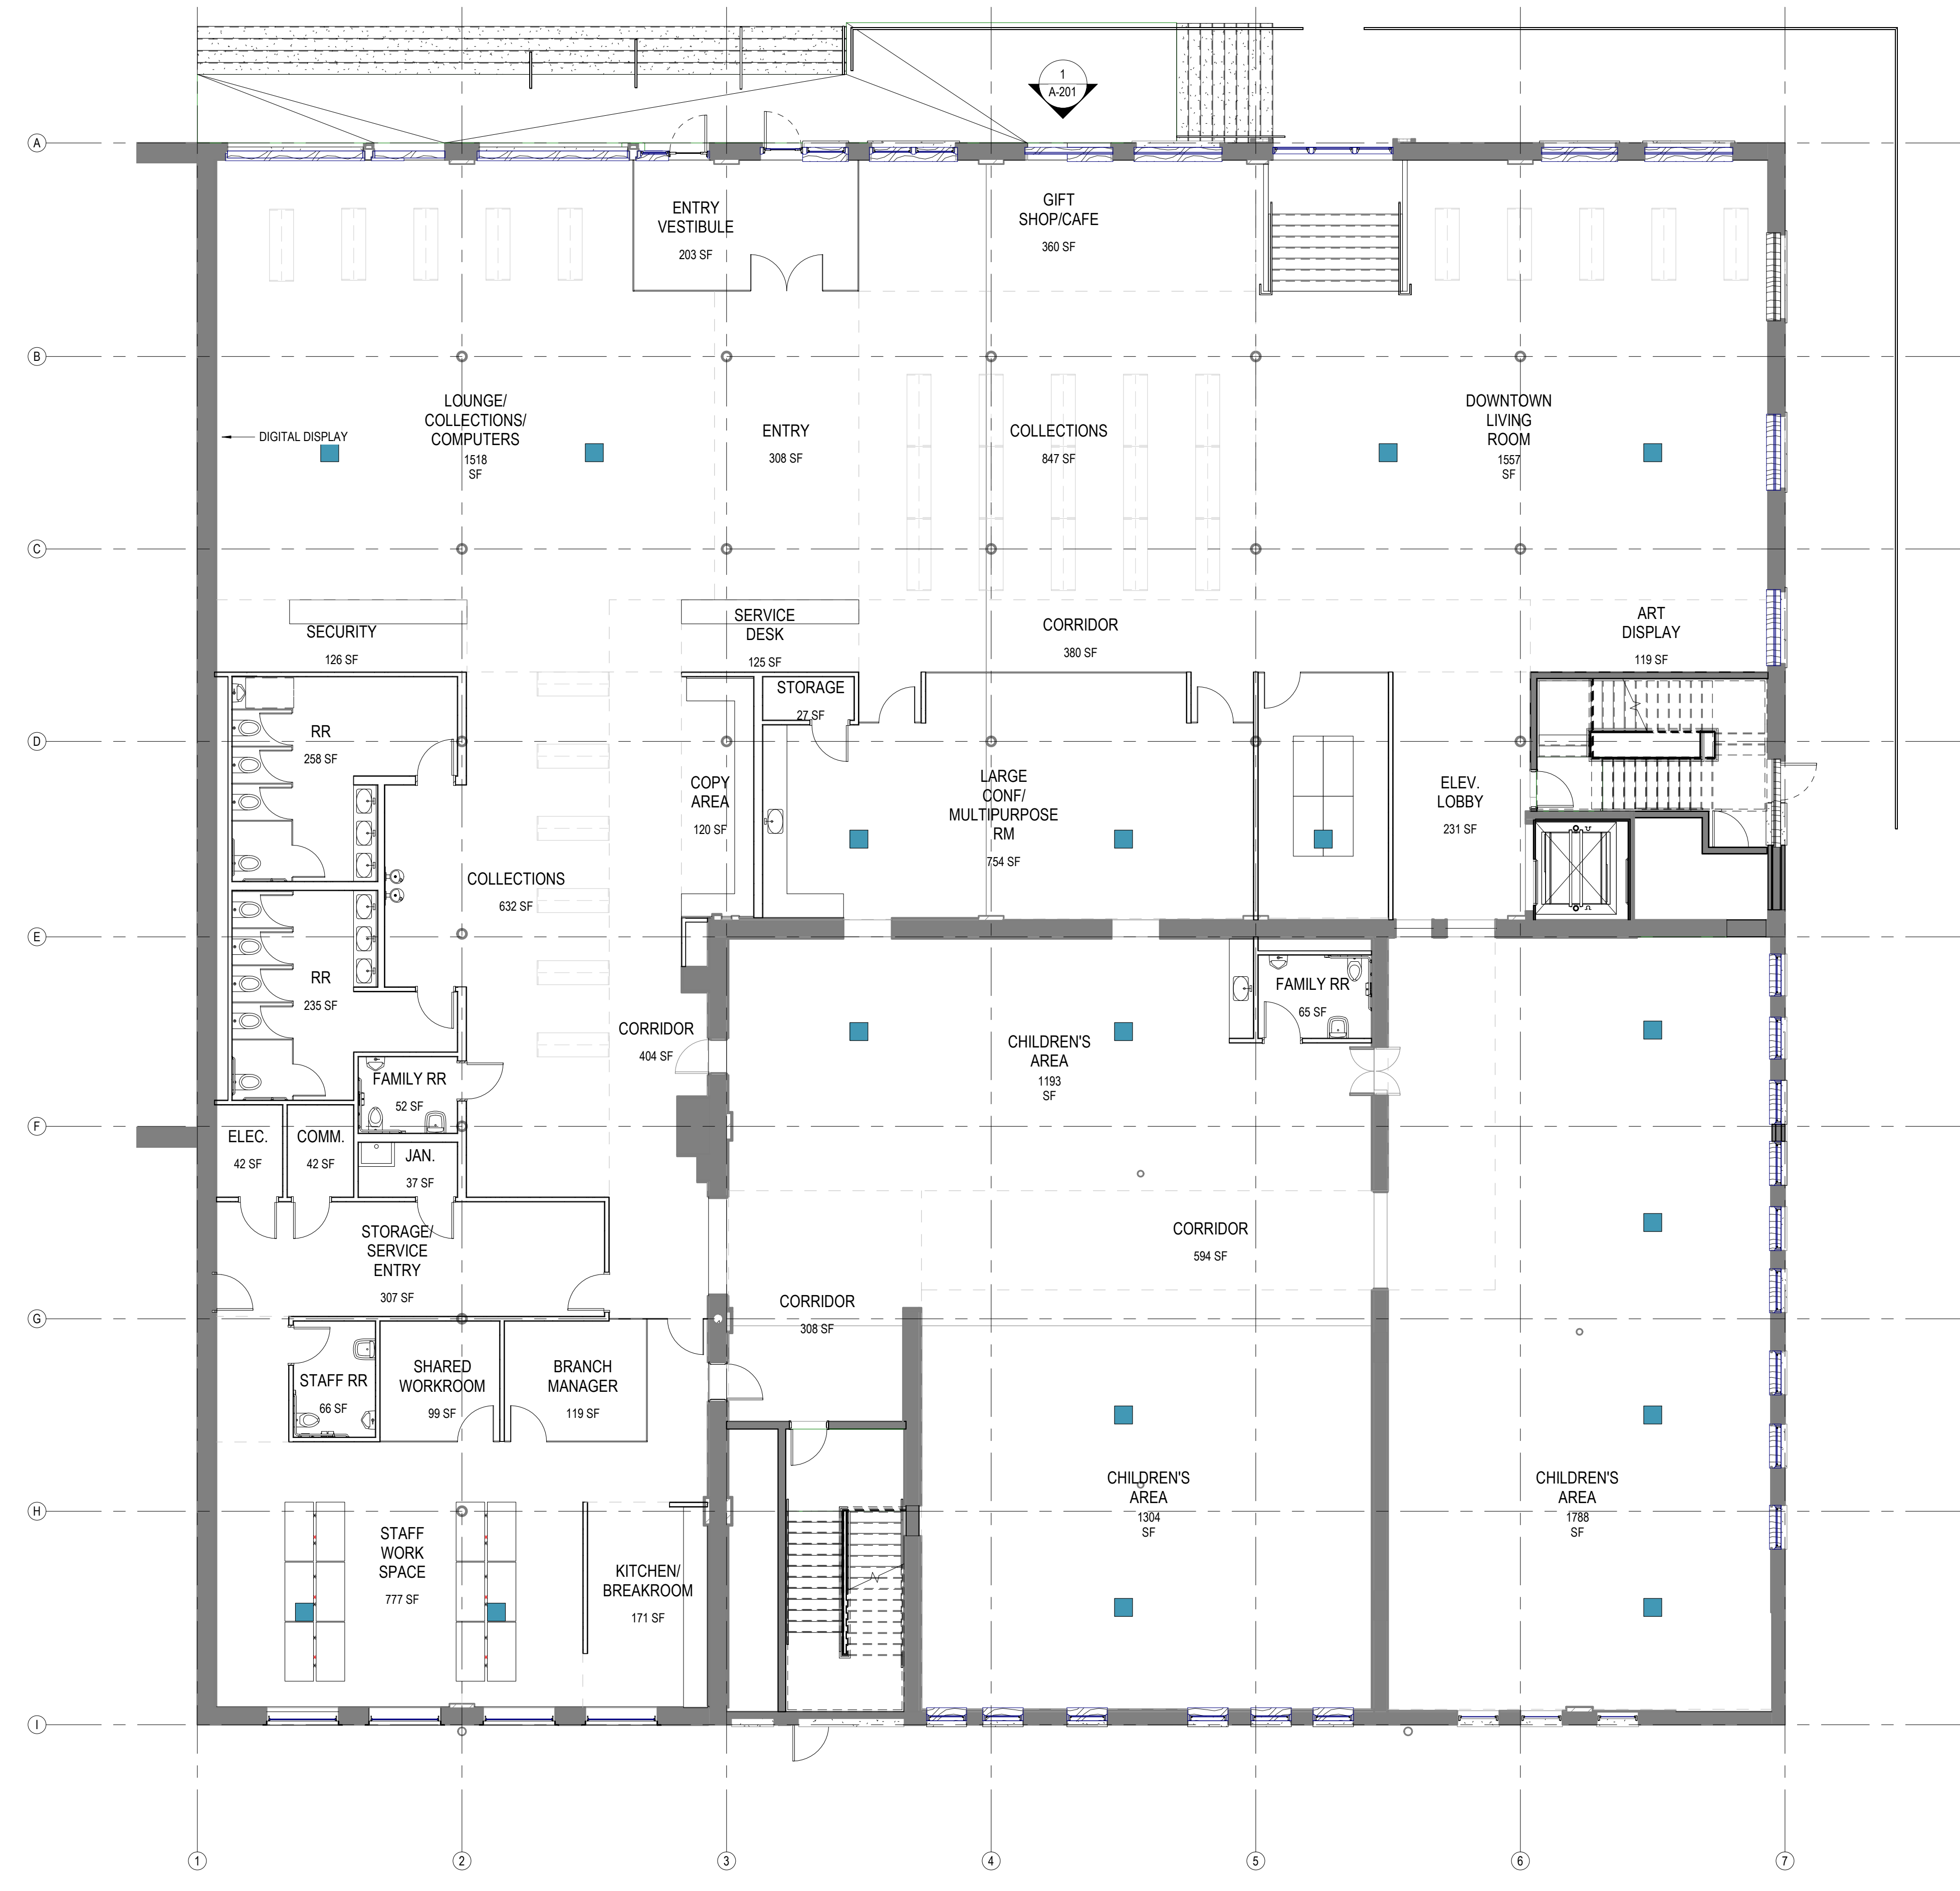 1
A-201
A
ENTRY
VESTIBULE
203 SF
GIFT
SHOP/CAFE
360 SF
B
LOUNGE/
COLLECTIONS/
COMPUTERS
1518
SF
DIGITAL DISPLAY
ENTRY
308 SF
COLLECTIONS
847 SF
DOWNTOWN
LIVING
ROOM
1557
SF
C
SECURITY
126 SF
SERVICE
DESK
125 SF
CORRIDOR
380 SF
ART
DISPLAY
119 SF
STORAGE
27 SF
D
RR
258 SF
COPY
AREA
120 SF
LARGE
CONF/
MULTIPURPOSE
RM
754 SF
ELEV.
LOBBY
231 SF
COLLECTIONS
632 SF
E
RR
235 SF
FAMILY RR
65 SF
CORRIDOR
404 SF
CHILDREN'S
AREA
1193
SF
FAMILY RR
52 SF
F
ELEC.
42 SF
COMM.
42 SF
JAN.
37 SF
STORAGE/
SERVICE
ENTRY
307 SF
CORRIDOR
594 SF
CORRIDOR
308 SF
G
STAFF RR
66 SF
SHARED
WORKROOM
99 SF
BRANCH
MANAGER
119 SF
CHILDREN'S
AREA
1304
SF
CHILDREN'S
AREA
1788
SF
H
STAFF
WORK
SPACE
777 SF
KITCHEN/
BREAKROOM
171 SF
I
1
2
3
4
5
6
7